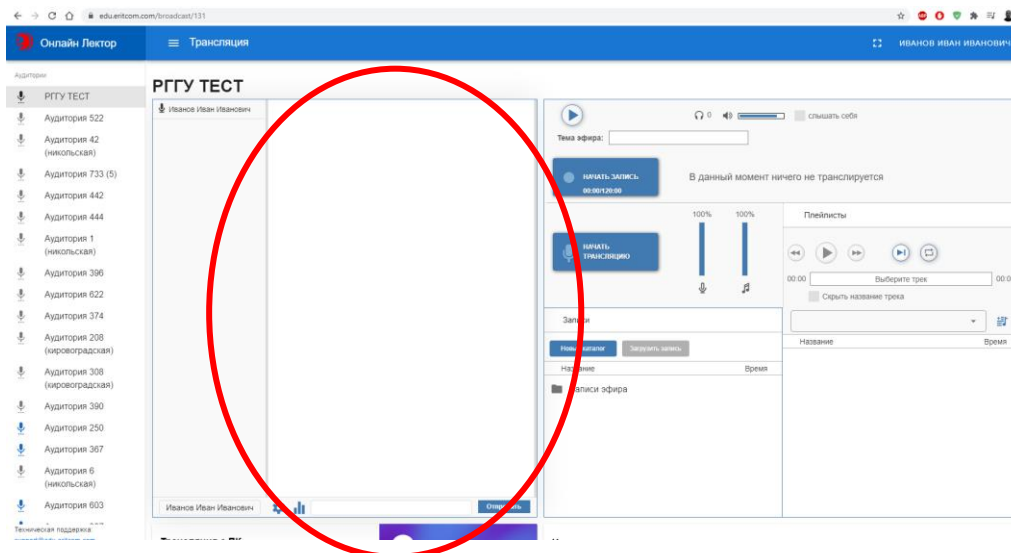 edu.eritcom.com/broadcast/131
Онлайн Лектор
Трансляция
ИВАНОВ ИВАН ИВАНОВИЧ
Аудитории
РГГУ ТЕСТ
Аудитория 522
Аудитория 42
(никольская)
Аудитория 733 (5)
Аудитория 442
Аудитория 444
Аудитория 1
(никольская)
Аудитория 396
Аудитория 622
Аудитория 374
Аудитория 208
(кировоградская)
Аудитория 308
(кировоградская)
Аудитория 390
Аудитория 250
Аудитория 367
Аудитория 6
(никольская)
Аудитория 603
Техническая поддержка
РГГУ ТЕСТ
Иванов Иван Иванович
Иванов Иван Иванович
Отправить
0
слышать себя
Тема эфира:
НАЧАТЬ ЗАПИСЬ
00:00/120:00
В данный момент ничего не транслируется
НАЧАТЬ
ТРАНСЛЯЦИЮ
100%
100%
Плейлисты
00:00
Выберите трек
Скрыть название трека
Название
Время
Записи
Новый каталог
Загрузить запись
Название
Время
Записи эфира